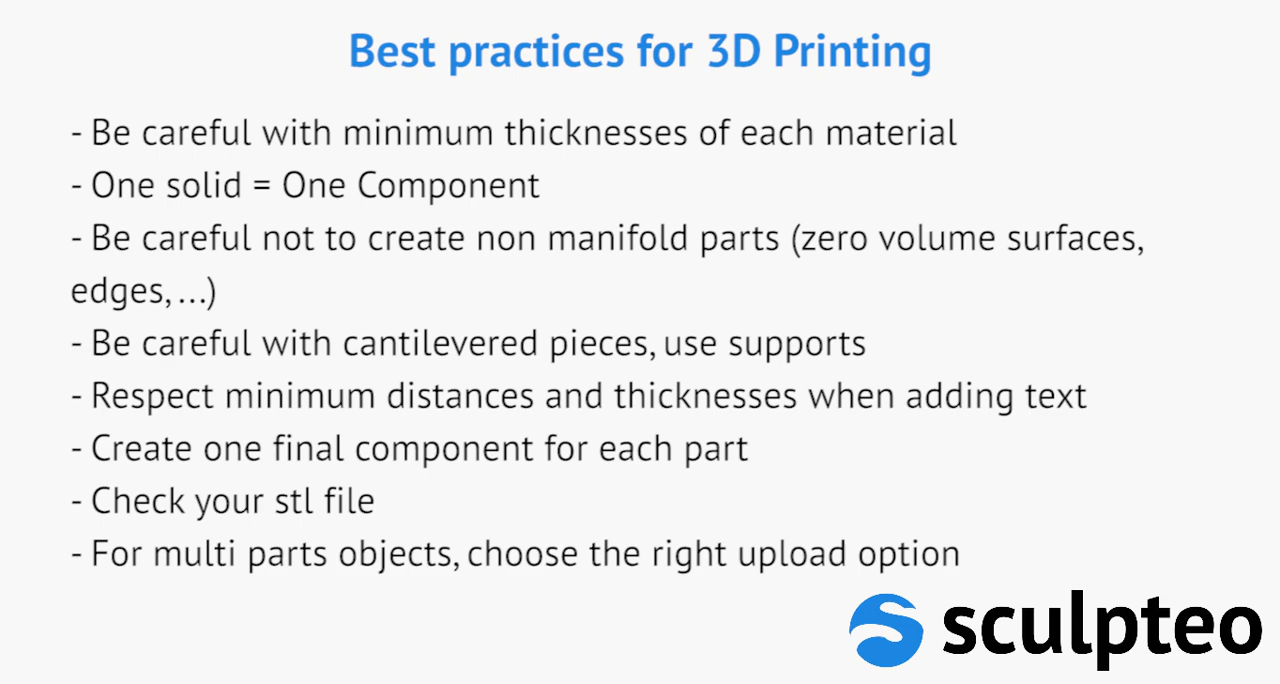 Best practices for 3D Printing
- Be careful with minimum thicknesses of each material
- One solid = One Component
- Be careful not to create non manifold parts (zero volume surfaces,
edges, ...)
- Be careful with cantilevered pieces, use supports
- Respect minimum distances and thicknesses when adding text
- Create one final component for each part
- Check your stl file
- For multi parts objects, choose the right upload option
sculpteo